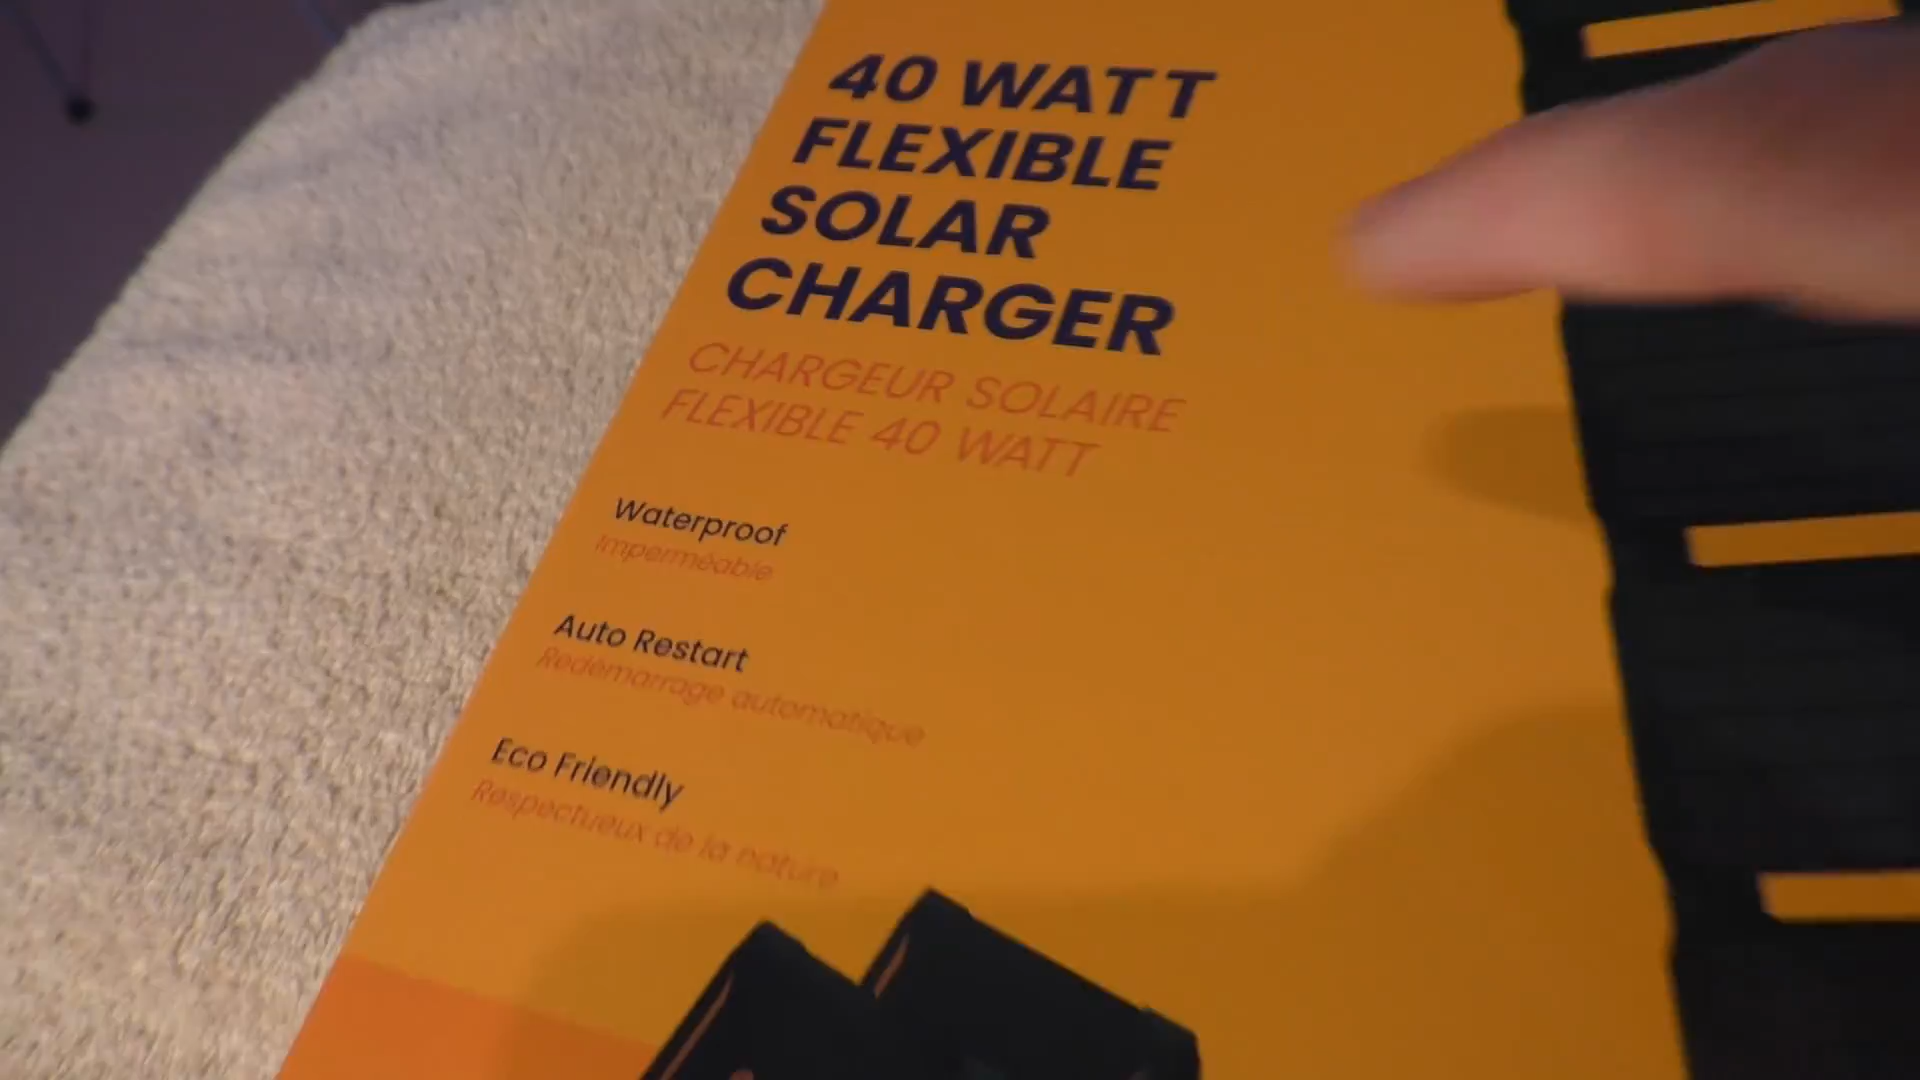 40 WATT
FLEXIBLE
SOLAR
CHARGER
CHARGEUR SOLAIRE
FLEXIBLE 40 WATT
Waterproof
Imperméable
Auto Restart
Redémarrage automatique
Eco Friendly
Respectueux de la nature